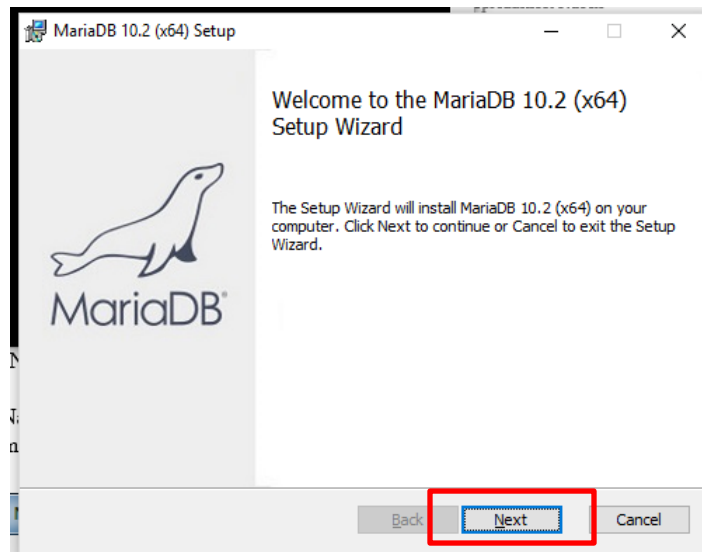 MariaDB 10.2 (x64) Setup
Welcome to the MariaDB 10.2 (x64)
Setup Wizard
The Setup Wizard will install MariaDB 10.2 (x64) on your
computer. Click Next to continue or Cancel to exit the Setup
Wizard.
MariaDB
Back Next Cancel